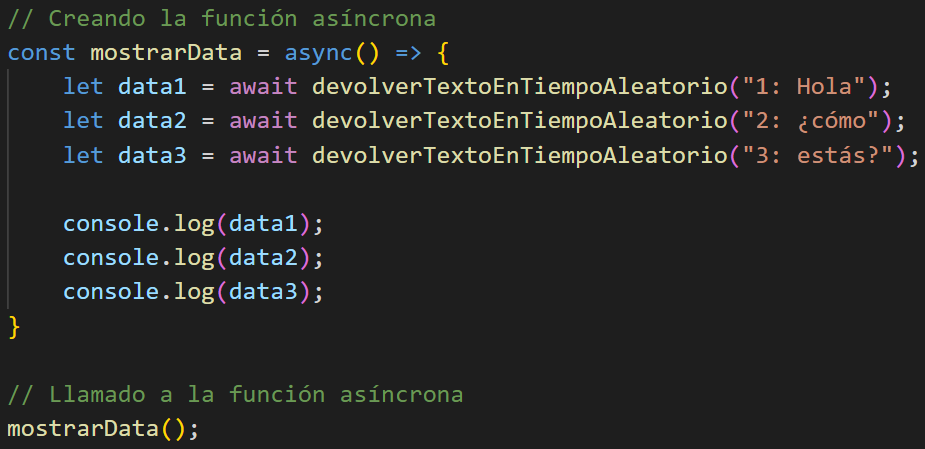 // Creando la función asíncrona
const mostrarData = async() => {
    let data1 = await devolverTextoEnTiempoAleatorio("1: Hola");
    let data2 = await devolverTextoEnTiempoAleatorio("2: ¿cómo");
    let data3 = await devolverTextoEnTiempoAleatorio("3: estás?");

    console.log(data1);
    console.log(data2);
    console.log(data3);
}

// Llamado a la función asíncrona
mostrarData();